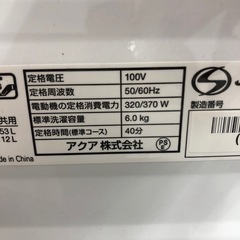 定格電圧 100V
定格周波数 50/60Hz
電動機の定格消費電力 320/370 W
標準洗濯容量 6.0 kg
定格時間(標準コース) 40分
アクア 株式会社
PS
E
共用
53 L
12 L
de in China
製造番号